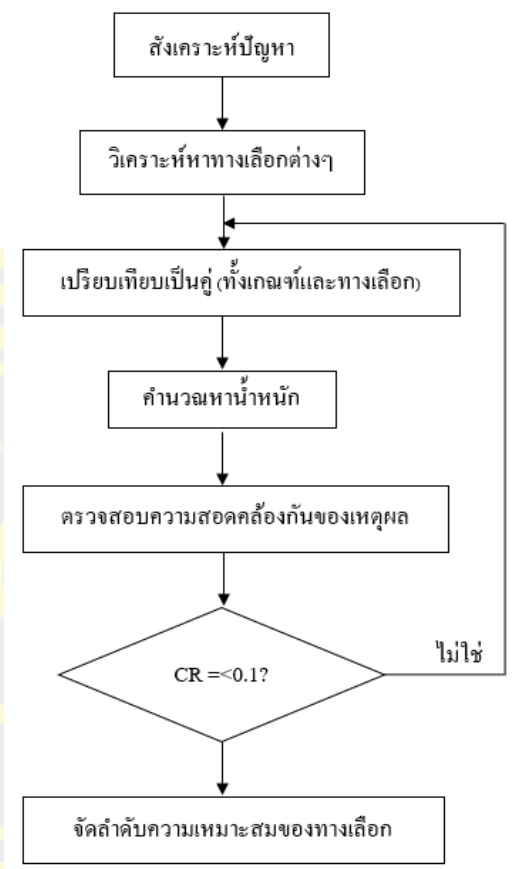 สังเคราะห์ปัญหา
วิเคราะห์หาทางเลือกต่างๆ
เปรียบเทียบเป็นคู่ (ทั้งเกณฑ์และทางเลือก)
คำนวณหาน้ำหนัก
ตรวจสอบความสอดคล้องกันของเหตุผล
CR =<0.1?
ไม่ใช่
จัดลำดับความเหมาะสมของทางเลือก